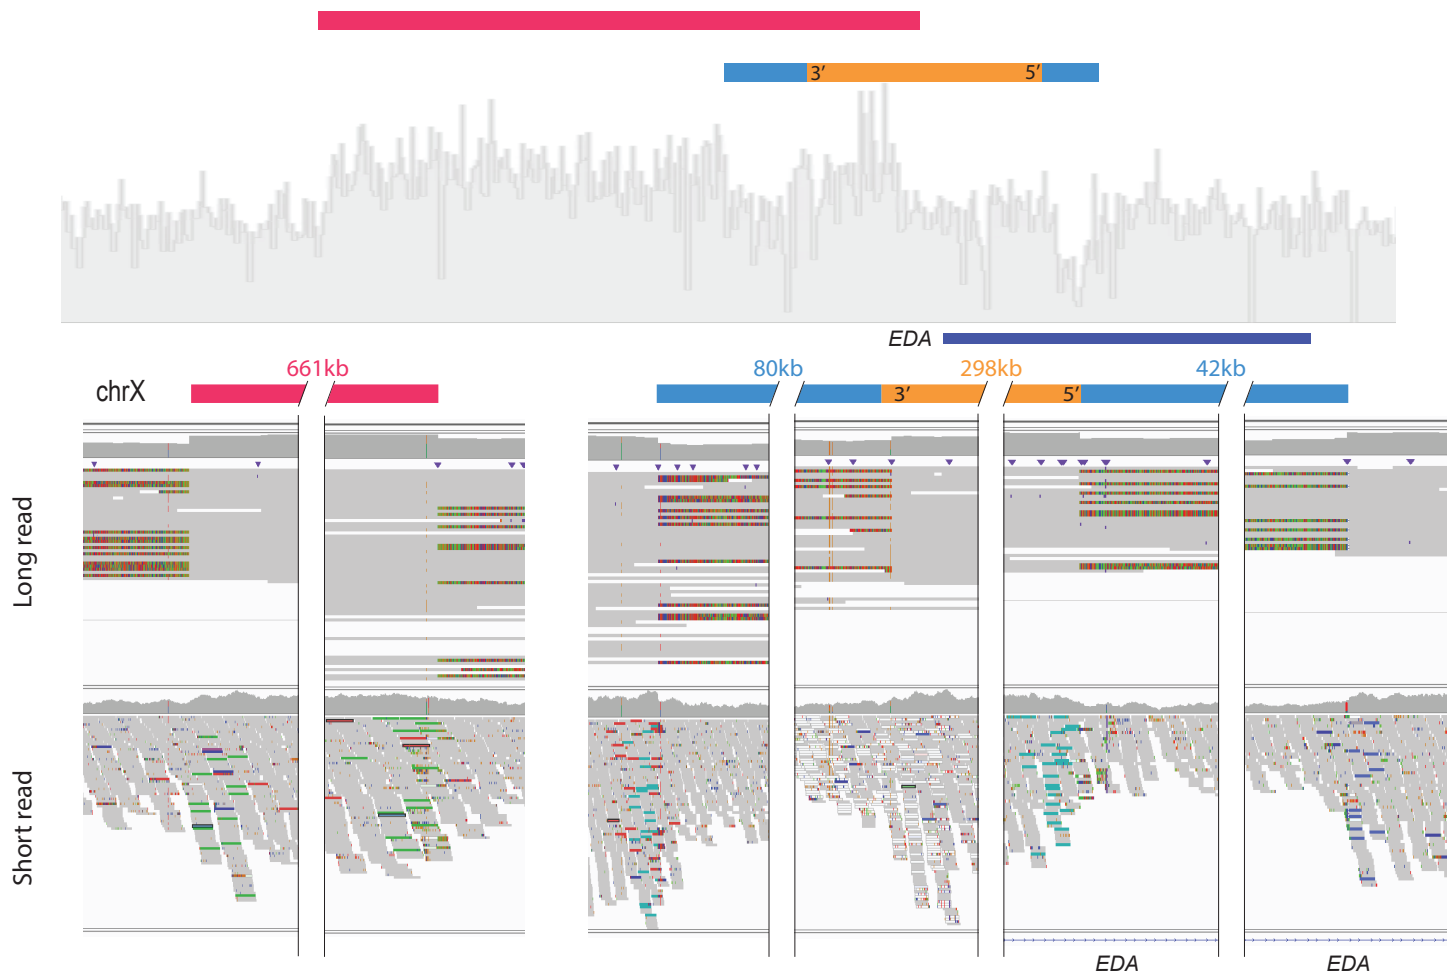 3′ 5′
EDA
661kb 80kb 298kb 42kb
chrX 3′ 5′
Long read
Short read
EDA EDA